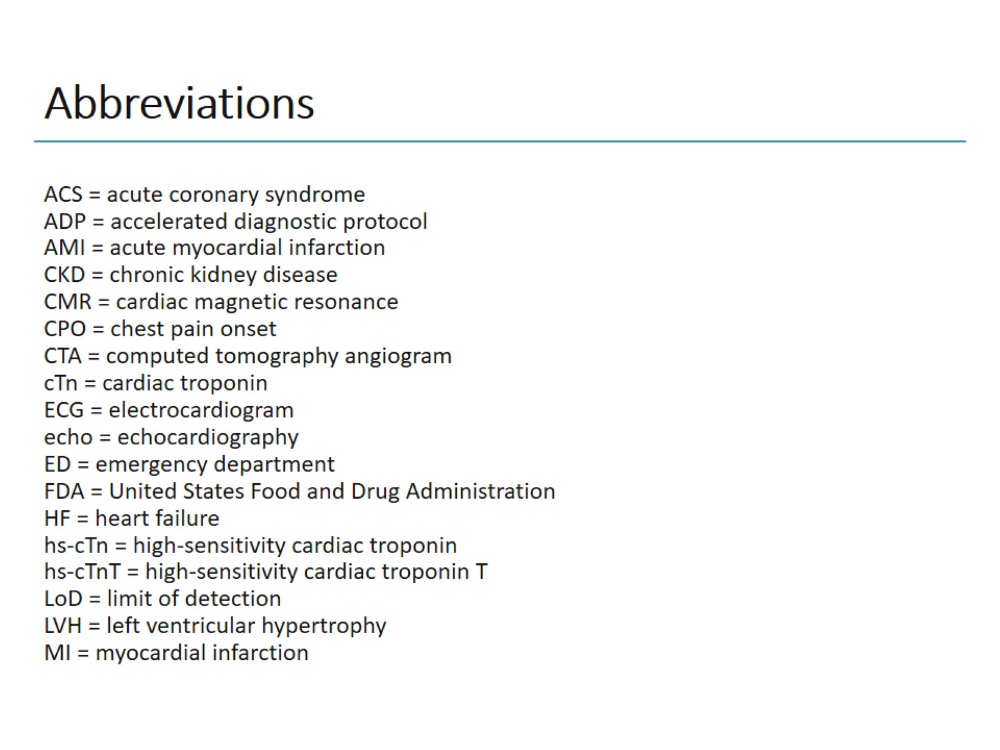 Abbreviations
ACS = acute coronary syndrome
ADP = accelerated diagnostic protocol
AMI = acute myocardial infarction
CKD = chronic kidney disease
CMR = cardiac magnetic resonance
CPO = chest pain onset
CTA = computed tomography angiogram
cTn = cardiac troponin
ECG = electrocardiogram
echo = echocardiography
ED = emergency department
FDA = United States Food and Drug Administration
HF = heart failure
hs-cTn = high-sensitivity cardiac troponin
hs-cTnT = high-sensitivity cardiac troponin T
LoD = limit of detection
LVH = left ventricular hypertrophy
MI = myocardial infarction